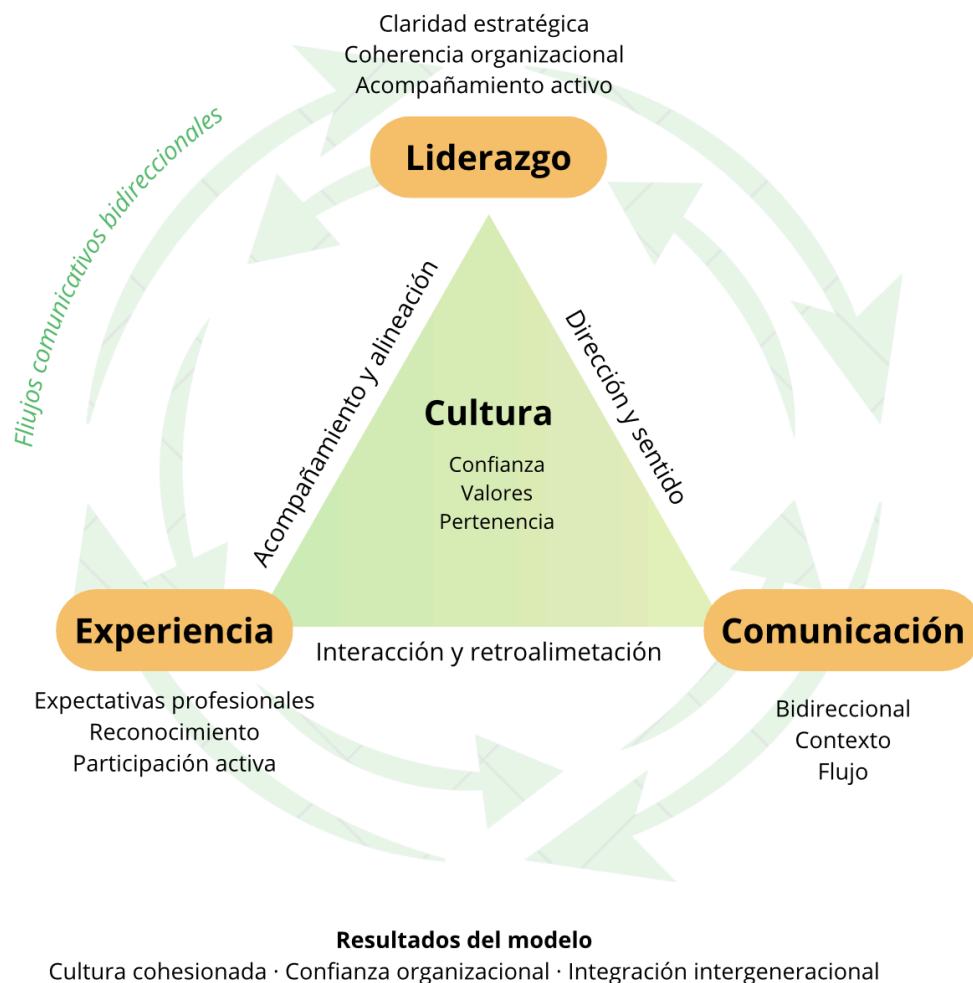 Claridad estratégica
Coherencia organizacional
Acompañamiento activo
Liderazgo
Fliujos comunicativos bidireccionales
Acompañamiento y alineación
Dirección y sentido
Cultura
Confianza
Valores
Pertenencia
Experiencia
Comunicación
Interacción y retroalimetación
Expectativas profesionales
Reconocimiento
Participación activa
Bidireccional
Contexto
Flujo
Resultados del modelo
Cultura cohesionada · Confianza organizacional · Integración intergeneracional